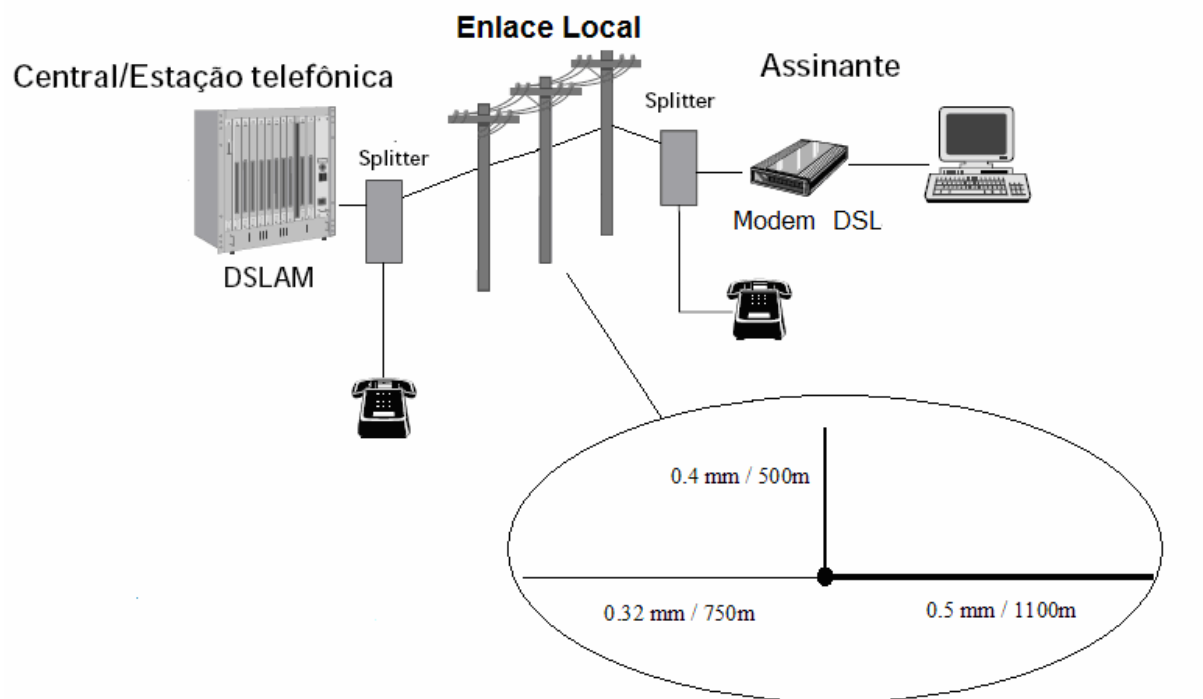 Enlace Local
Central/Estação telefônica
Assinante
Splitter
Splitter
DSLAM
Modem DSL
0.4 mm / 500m
0.32 mm / 750m
0.5 mm / 1100m